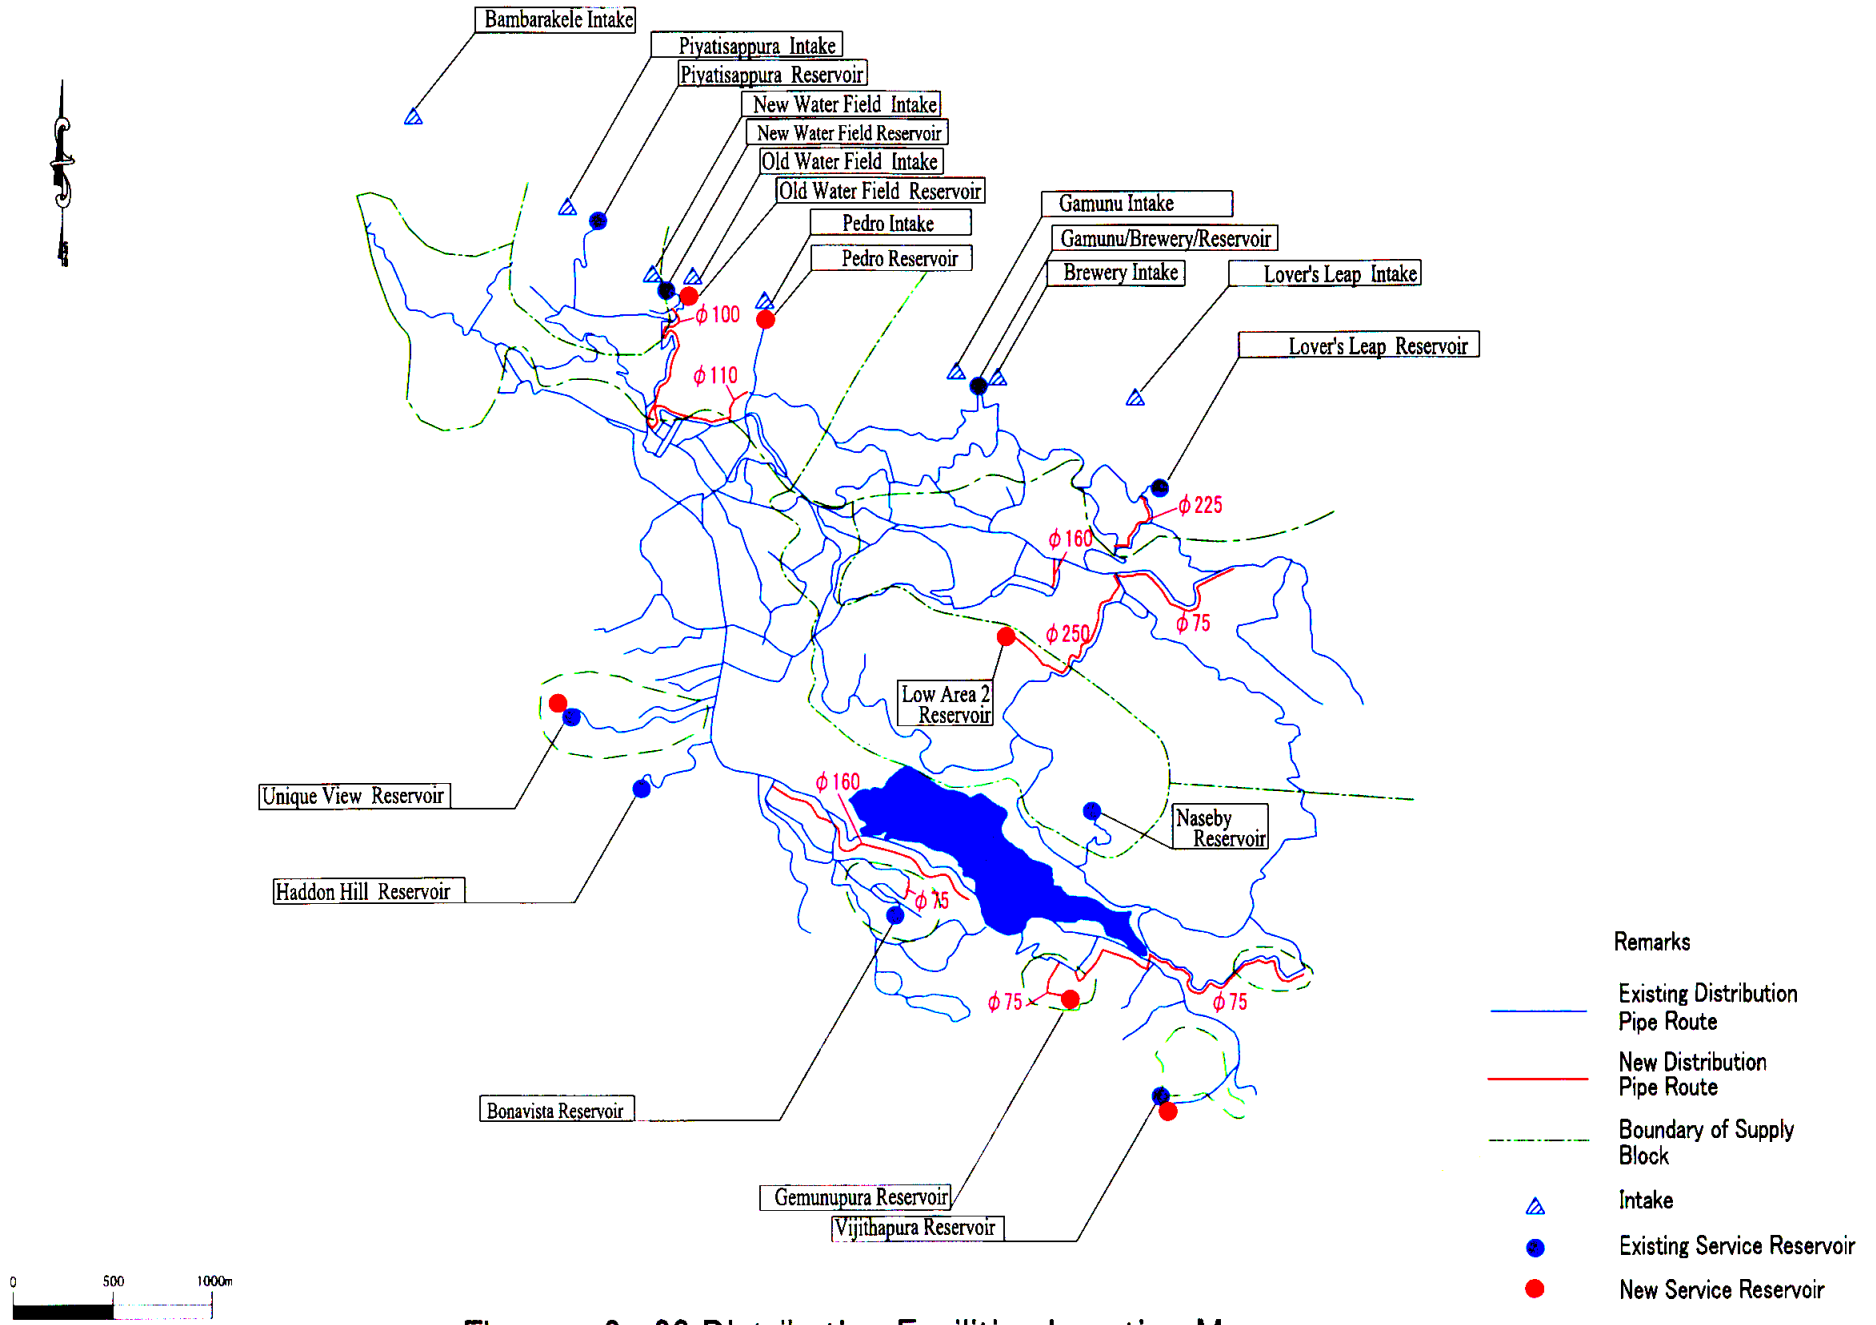 Bambarakele Intake
Piyatisappura Intake
Piyatisappura Reservoir
New Water Field Intake
New Water Field Reservoir
Old Water Field Intake
Old Water Field Reservoir
Pedro Intake
Pedro Reservoir
Gamunu Intake
Gamunu/Brewery/Reservoir
Brewery Intake
Lover's Leap Intake
Lover's Leap Reservoir
ϕ100
ϕ110
ϕ225
ϕ160
ϕ75
ϕ250
Low Area 2
Reservoir
Unique View Reservoir
ϕ160
Naseby
Reservoir
Haddon Hill Reservoir
ϕ75
ϕ75
ϕ75
Bonavista Reservoir
Gemunupura Reservoir
Vijithapura Reservoir
Remarks
Existing Distribution
Pipe Route
New Distribution
Pipe Route
Boundary of Supply
Block
Intake
Existing Service Reservoir
New Service Reservoir
0 500 1000m